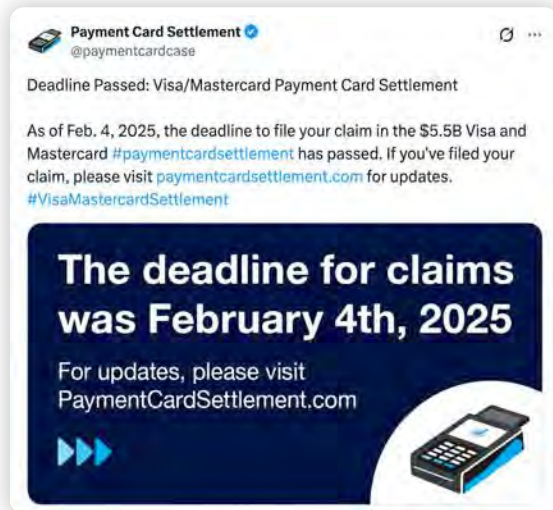 Payment Card Settlement
@paymentcardcase
Deadline Passed: Visa/Mastercard Payment Card Settlement
As of Feb. 4, 2025, the deadline to file your claim in the $5.5B Visa and
Mastercard #paymentcardsettlement has passed. If you've filed your
claim, please visit paymentcardsettlement.com for updates.
#VisaMastercardSettlement
The deadline for claims
was February 4th, 2025
For updates, please visit
PaymentCardSettlement.com